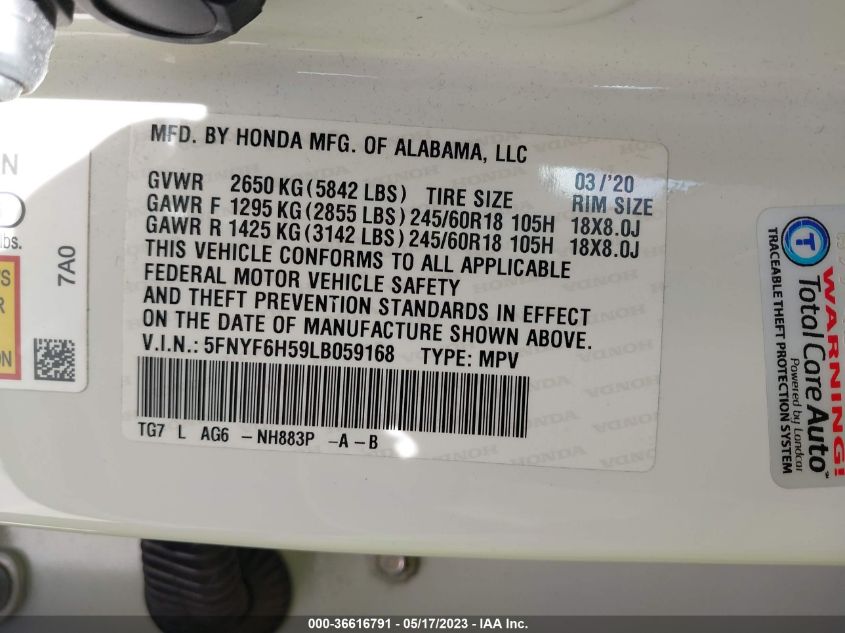 MFD. BY HONDA MFG. OF ALABAMA, LLC
03/'20
GVWR 2650 KG(5842 LBS) TIRE SIZE RIM SIZE
GAWR F 1295 KG(2855 LBS) 245/60R18 105H 18X8.0J
GAWR R 1425 KG(3142 LBS) 245/60R18 105H 18X8.0J
THIS VEHICLE CONFORMS TO ALL APPLICABLE
FEDERAL MOTOR VEHICLE SAFETY
AND THEFT PREVENTION STANDARDS IN EFFECT
ON THE DATE OF MANUFACTURE SHOWN ABOVE.
V.I.N.: 5FNYF6H59LB059168 TYPE: MPV
TG7 L AG6 -NH883P -A-B
7A0
lbs.
WARNING!
Total Care Auto
Powered by Landcar
TRACEABLE THEFT
PROTECTION SYSTEM
000-36616791 - 05/17/2023 - IAA Inc.